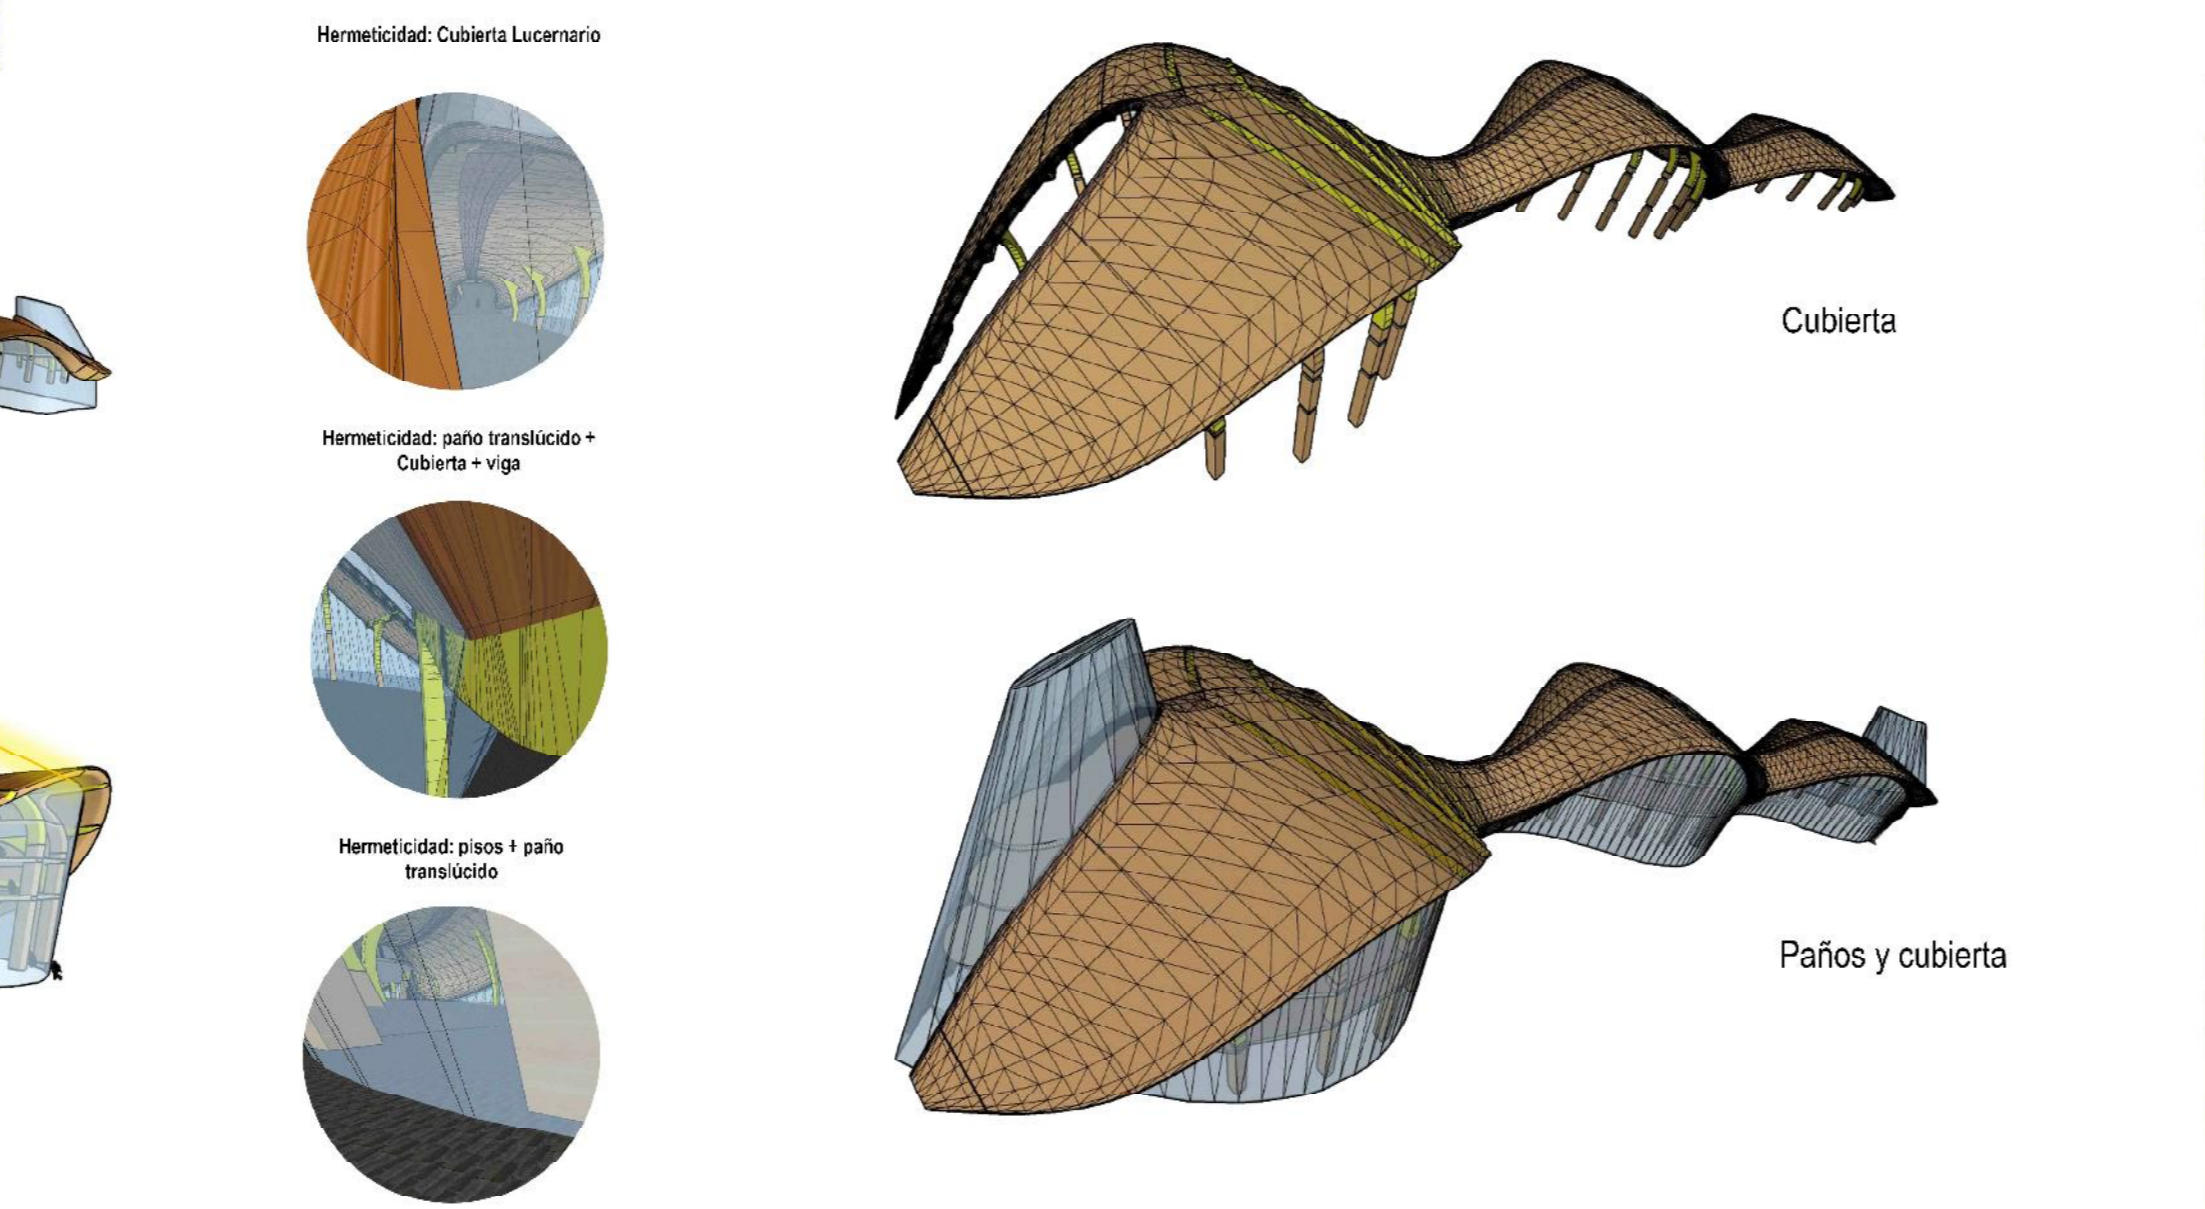 Hermeticidad: Cubierta Lucernario
Hermeticidad: paño translúcido +
Cubierta + viga
Hermeticidad: pisos + paño
translúcido
Cubierta
Paños y cubierta